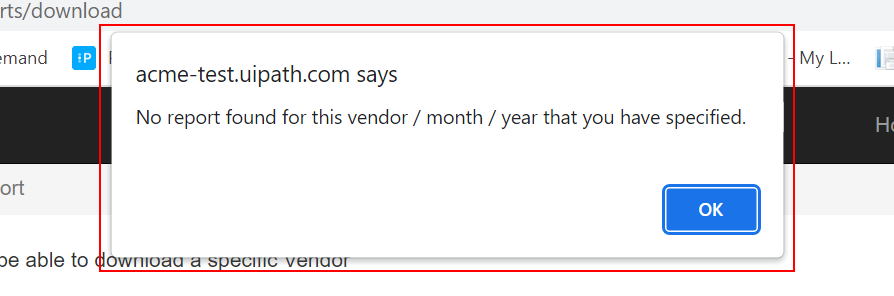 rts/download
emand
- My L...
acme-test.uipath.com says
No report found for this vendor / month / year that you have specified.
OK
ort
be able to download a specific Vendor